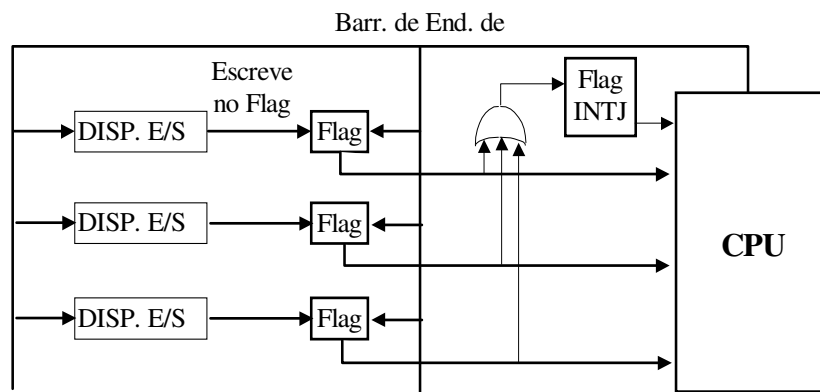 Barr. de End. de
Escreve
no Flag
Flag
INTJ
DISP. E/S
Flag
DISP. E/S
Flag
CPU
DISP. E/S
Flag